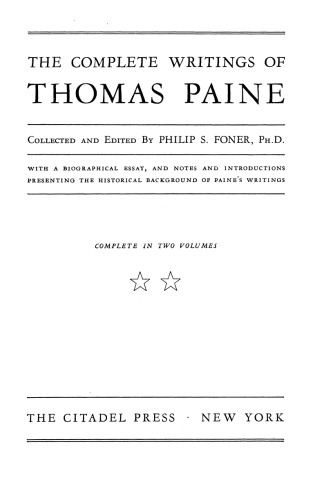 THE COMPLETE WRITINGS OF
THOMAS PAINE
COLLECTED AND EDITED BY PHILIP S. FONER, PH.D.
WITH A BIOGRAPHICAL ESSAY, AND NOTES AND INTRODUCTIONS
PRESENTING THE HISTORICAL BACKGROUND OF PAINE'S WRITINGS
COMPLETE IN TWO VOLUMES
THE CITADEL PRESS · NEW YORK